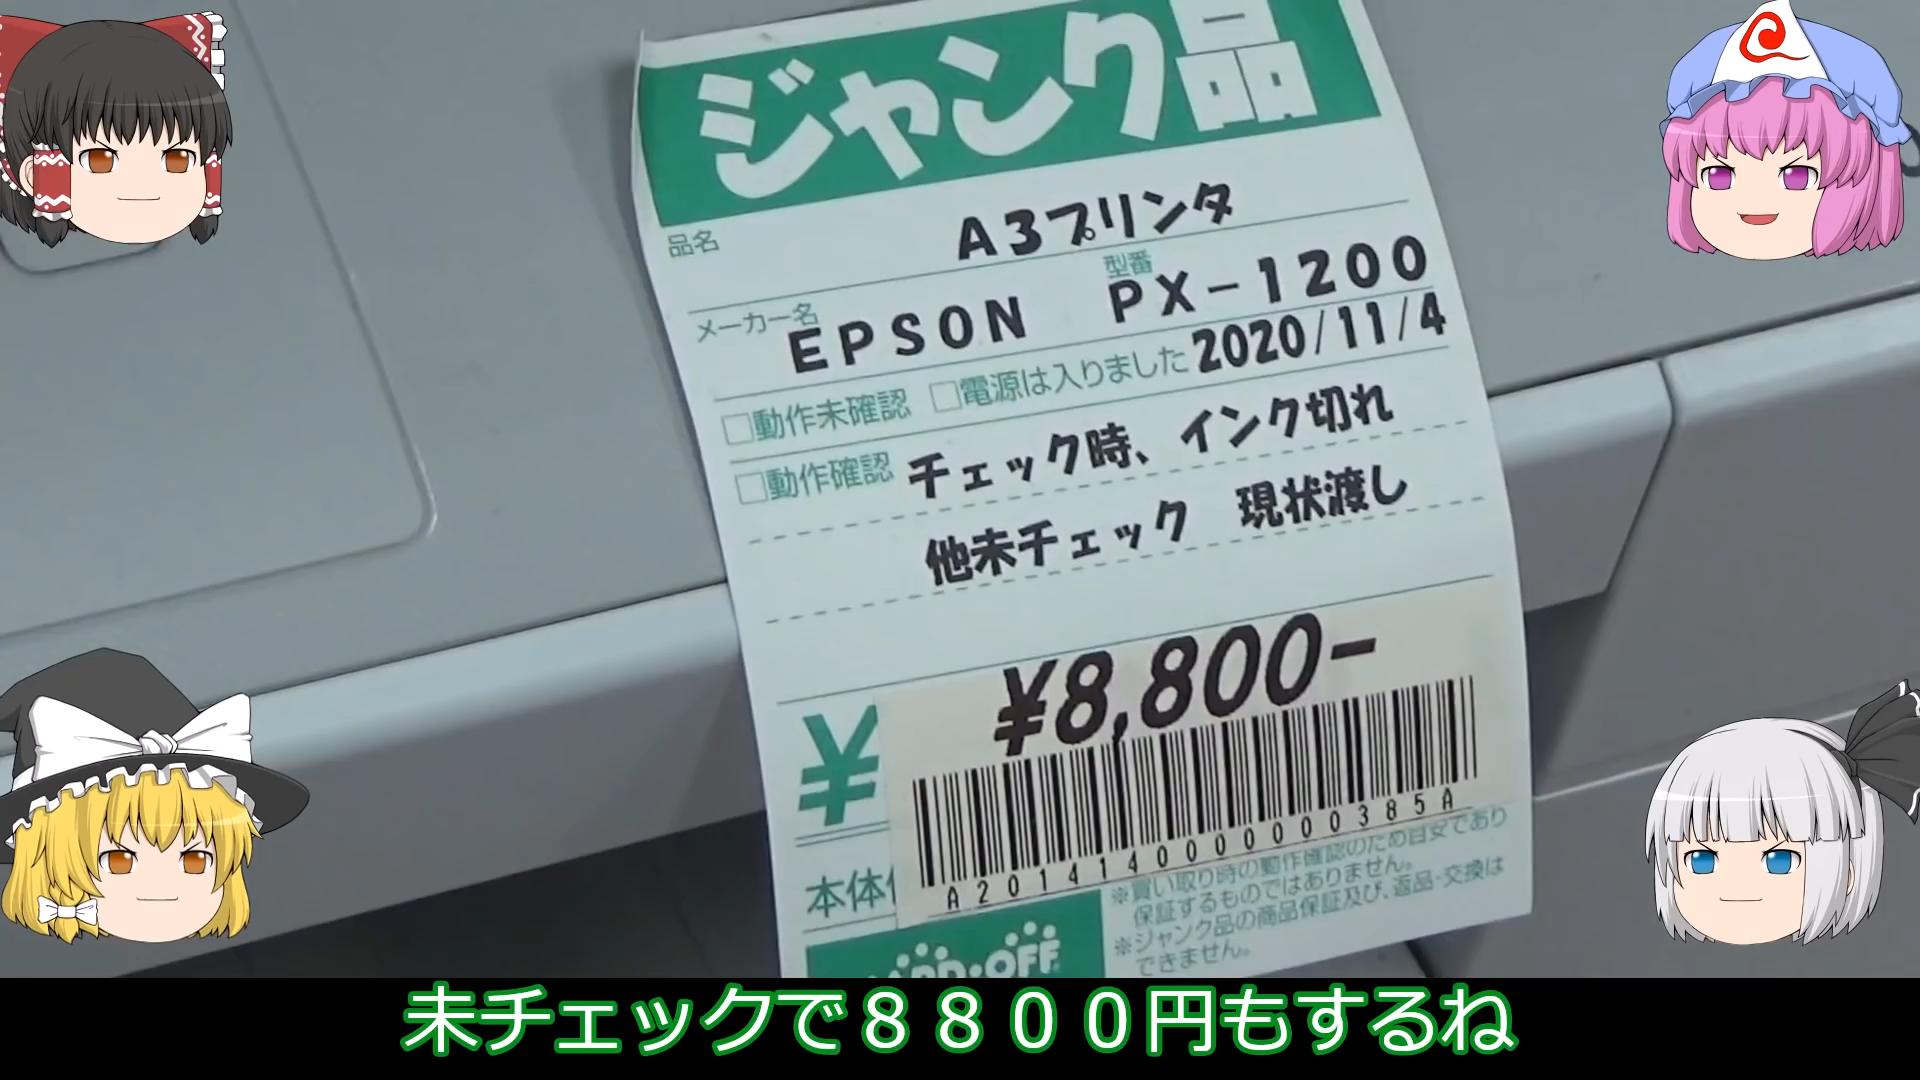 ジャンク品
品名
A3プリンタ
メーカー名
EPSON
型番
PX-1200
□動作未確認 □電源は入りました 2020/11/4
□動作確認 チェック時、インク切れ
他未チェック 現状渡し
¥8,800-
¥
A201414000000385A
本体
※買い取り時の動作確認のため目安であり
保証するものではありません。
※ジャンク品の商品保証及び、返品・交換は
できません。
OFF
未チェックで8800円もするね